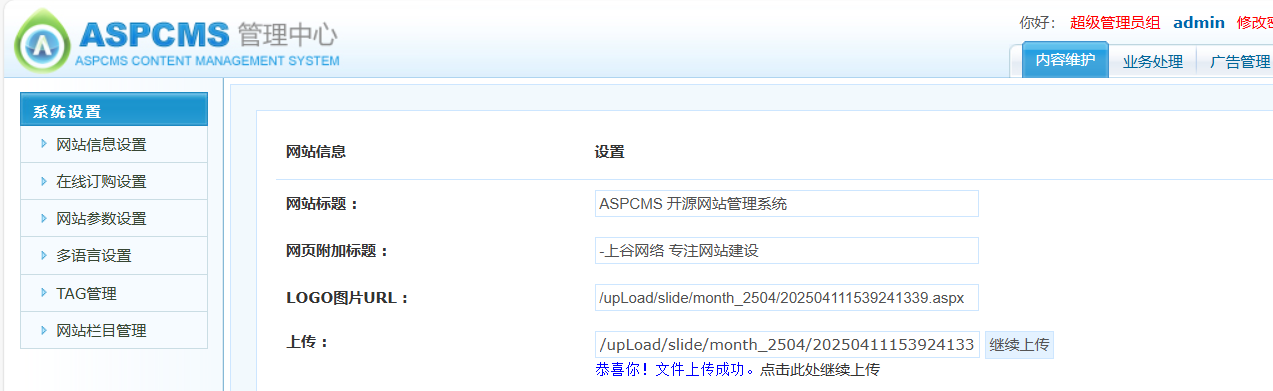 ASPCMS 管理中心
ASPCMS CONTENT MANAGEMENT SYSTEM
你好： 超级管理员组 admin 修改
内容维护 业务处理 广告管理
系统设置
网站信息设置
在线订购设置
网站参数设置
多语言设置
TAG管理
网站栏目管理
网站信息 设置
网站标题： ASPCMS 开源网站管理系统
网页附加标题： -上谷网络 专注网站建设
LOGO图片URL： /upLoad/slide/month_2504/202504111539241339.aspx
上传： /upLoad/slide/month_2504/20250411153924133 继续上传
恭喜你！文件上传成功。点击此处继续上传